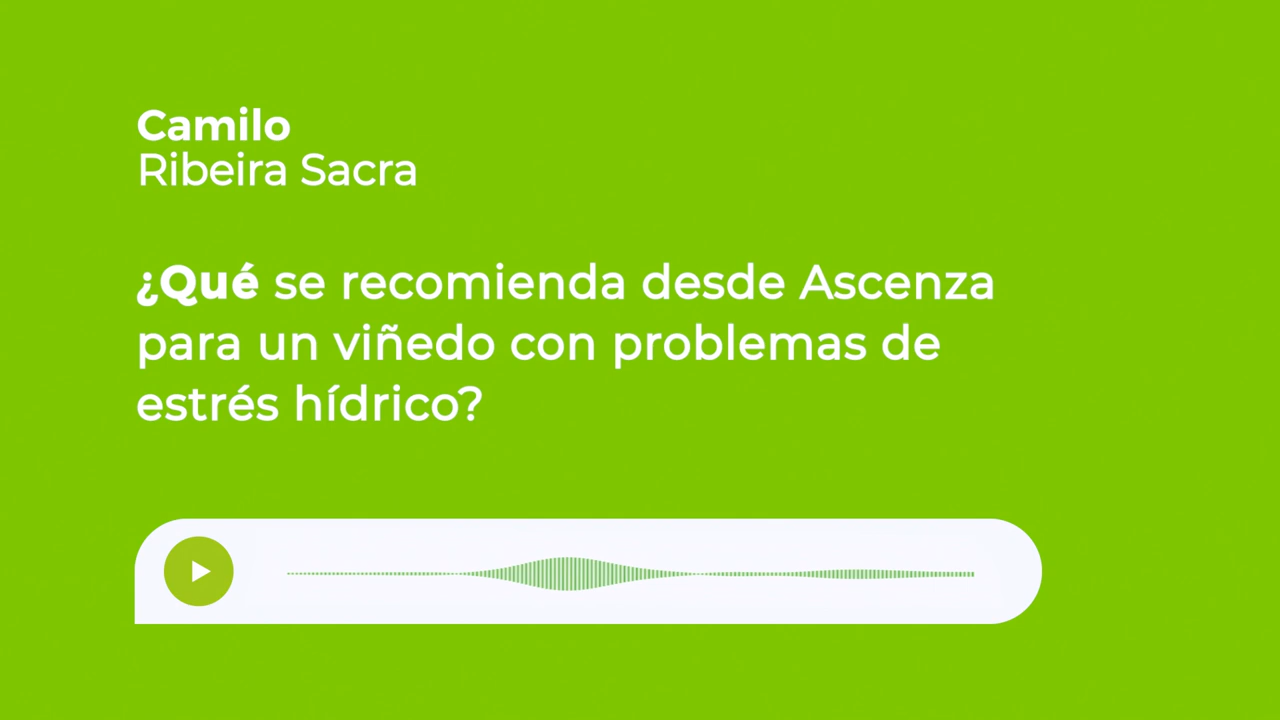 Camilo
Ribeira Sacra
¿Qué se recomienda desde Ascenza
para un viñedo con problemas de
estrés hídrico?